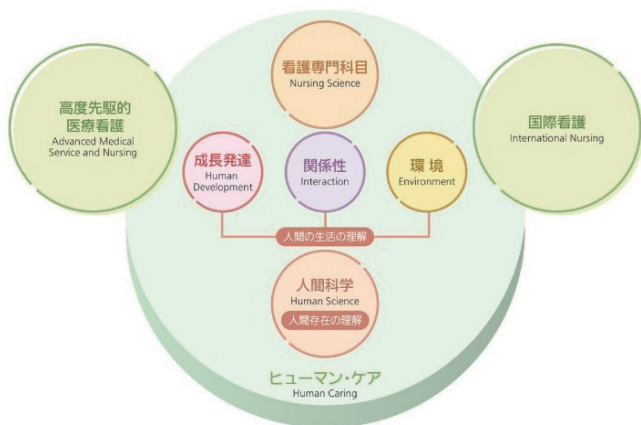 看護専門科目
Nursing Science
高度先駆的
医療看護
Advanced Medical
Service and Nursing
国際看護
International Nursing
成長発達
Human
Development
関係性
Interaction
環 境
Environment
人間の生活の理解
人間科学
Human Science
人間存在の理解
ヒューマン・ケア
Human Caring